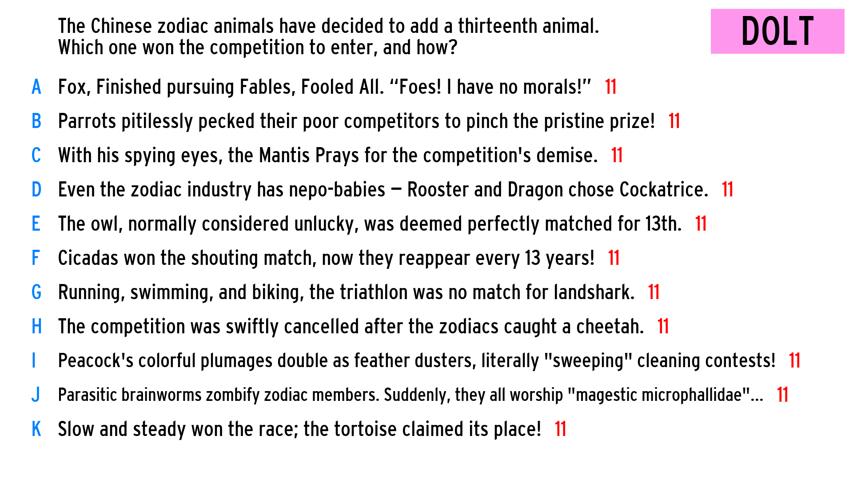 The Chinese zodiac animals have decided to add a thirteenth animal.
Which one won the competition to enter, and how?
DOLT
A Fox, Finished pursuing Fables, Fooled All. “Foes! I have no morals!” 11
B Parrots pitilessly pecked their poor competitors to pinch the pristine prize! 11
C With his spying eyes, the Mantis Prays for the competition's demise. 11
D Even the zodiac industry has nepo-babies – Rooster and Dragon chose Cockatrice. 11
E The owl, normally considered unlucky, was deemed perfectly matched for 13th. 11
F Cicadas won the shouting match, now they reappear every 13 years! 11
G Running, swimming, and biking, the triathlon was no match for landshark. 11
H The competition was swiftly cancelled after the zodiacs caught a cheetah. 11
I Peacock's colorful plumages double as feather dusters, literally "sweeping" cleaning contests! 11
J Parasitic brainworms zombify zodiac members. Suddenly, they all worship "magestic microphallidae"... 11
K Slow and steady won the race; the tortoise claimed its place! 11